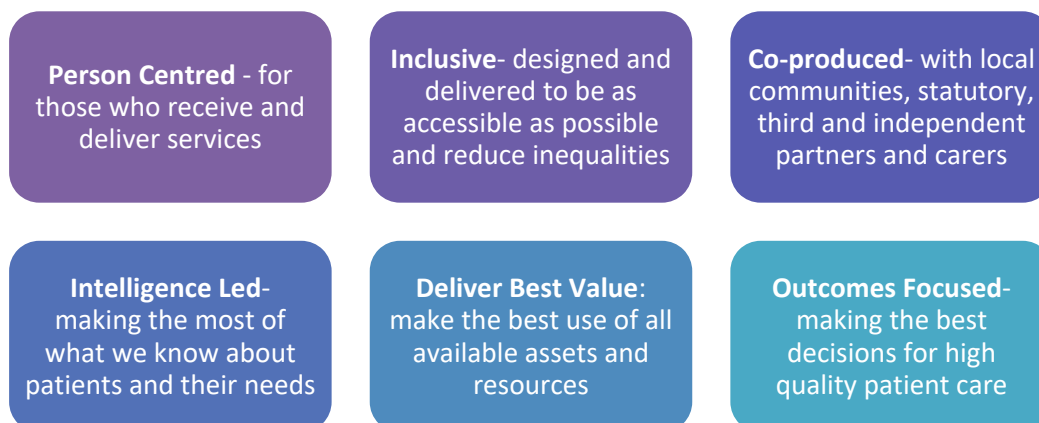 Person Centred - for
those who receive and
deliver services
Inclusive- designed and
delivered to be as
accessible as possible
and reduce inequalities
Co-produced- with local
communities, statutory,
third and independent
partners and carers
Intelligence Led-
making the most of
what we know about
patients and their needs
Deliver Best Value:
make the best use of all
available assets and
resources
Outcomes Focused-
making the best
decisions for high
quality patient care